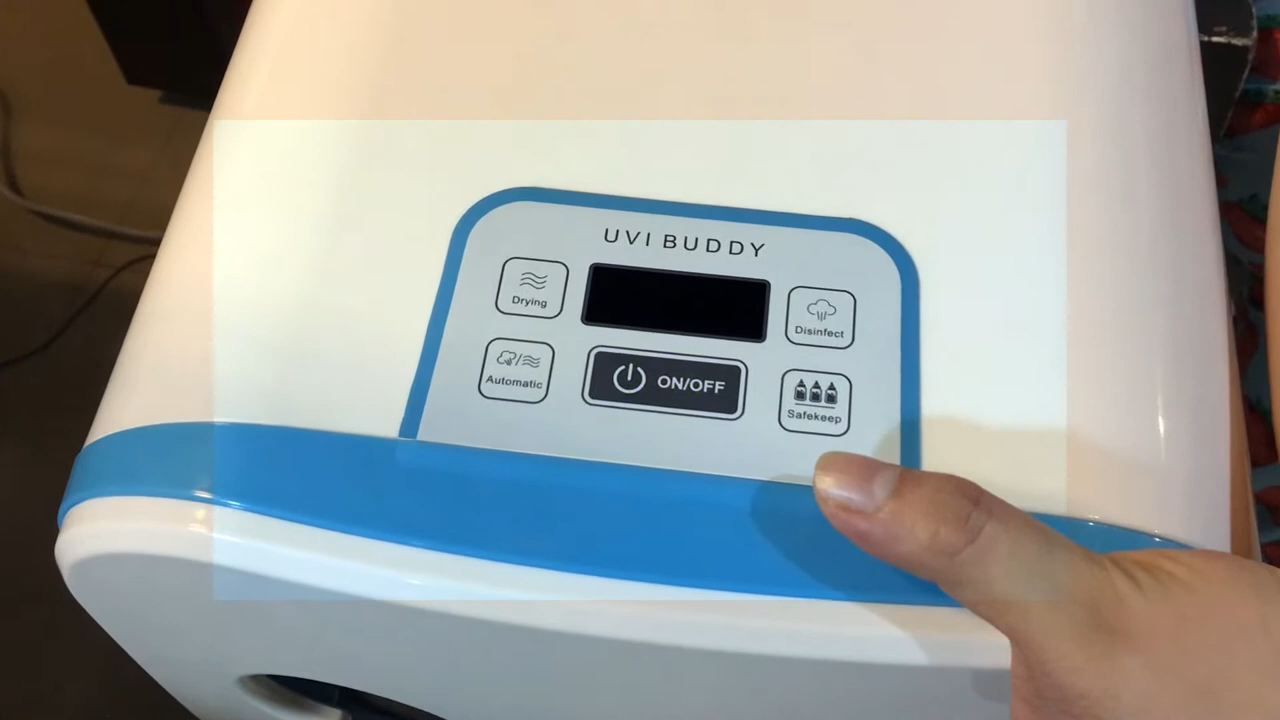 UVI BUDDY
Drying
Disinfect
Automatic
ON/OFF
Safekeep